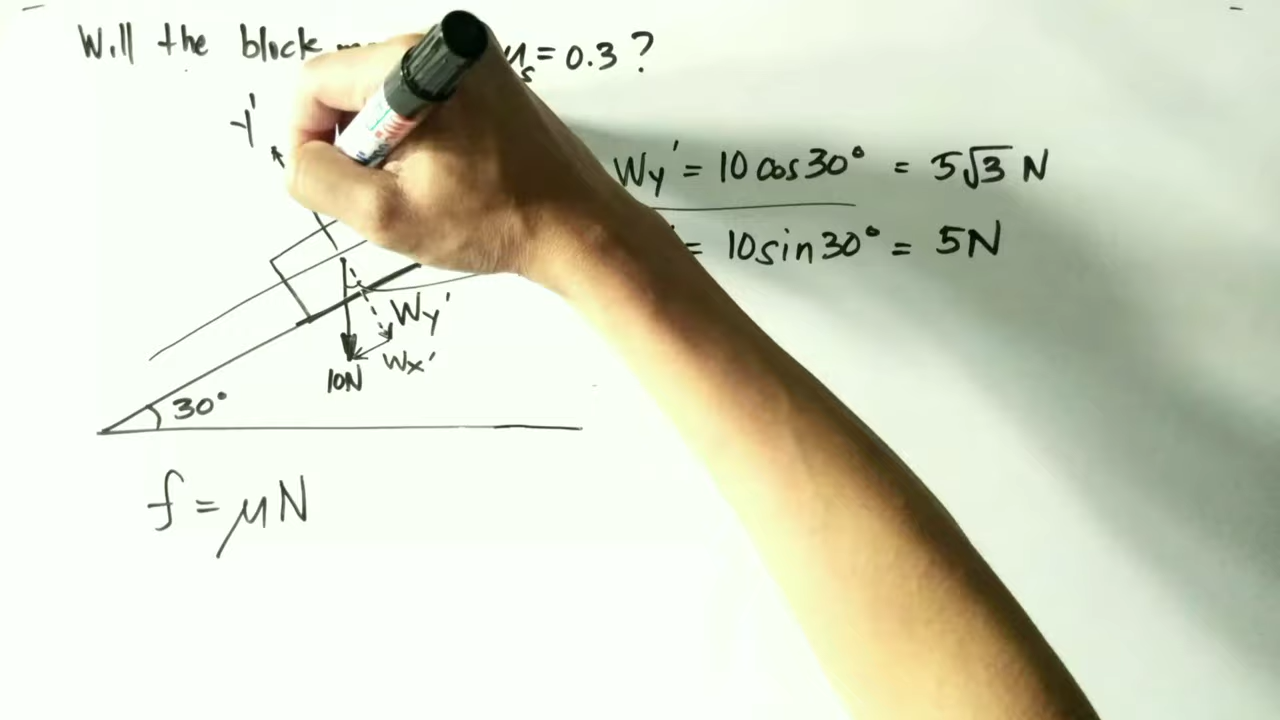 Will the block μs = 0.3 ?
Y'
Wy' = 10 cos 30° = 5√3 N
= 10 sin 30° = 5N
Wy'
Wx'
10N
30°
f = μN